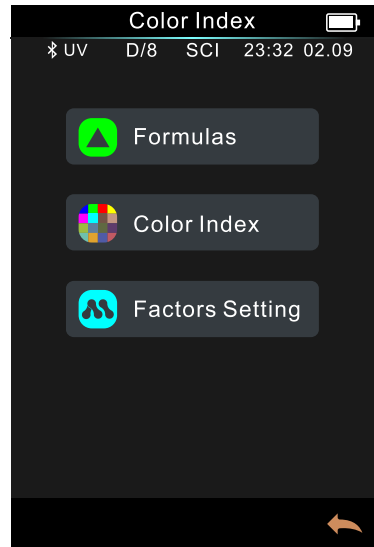 Color Index
UV D/8 SCI 23:32 02.09
Formulas
Color Index
Factors Setting